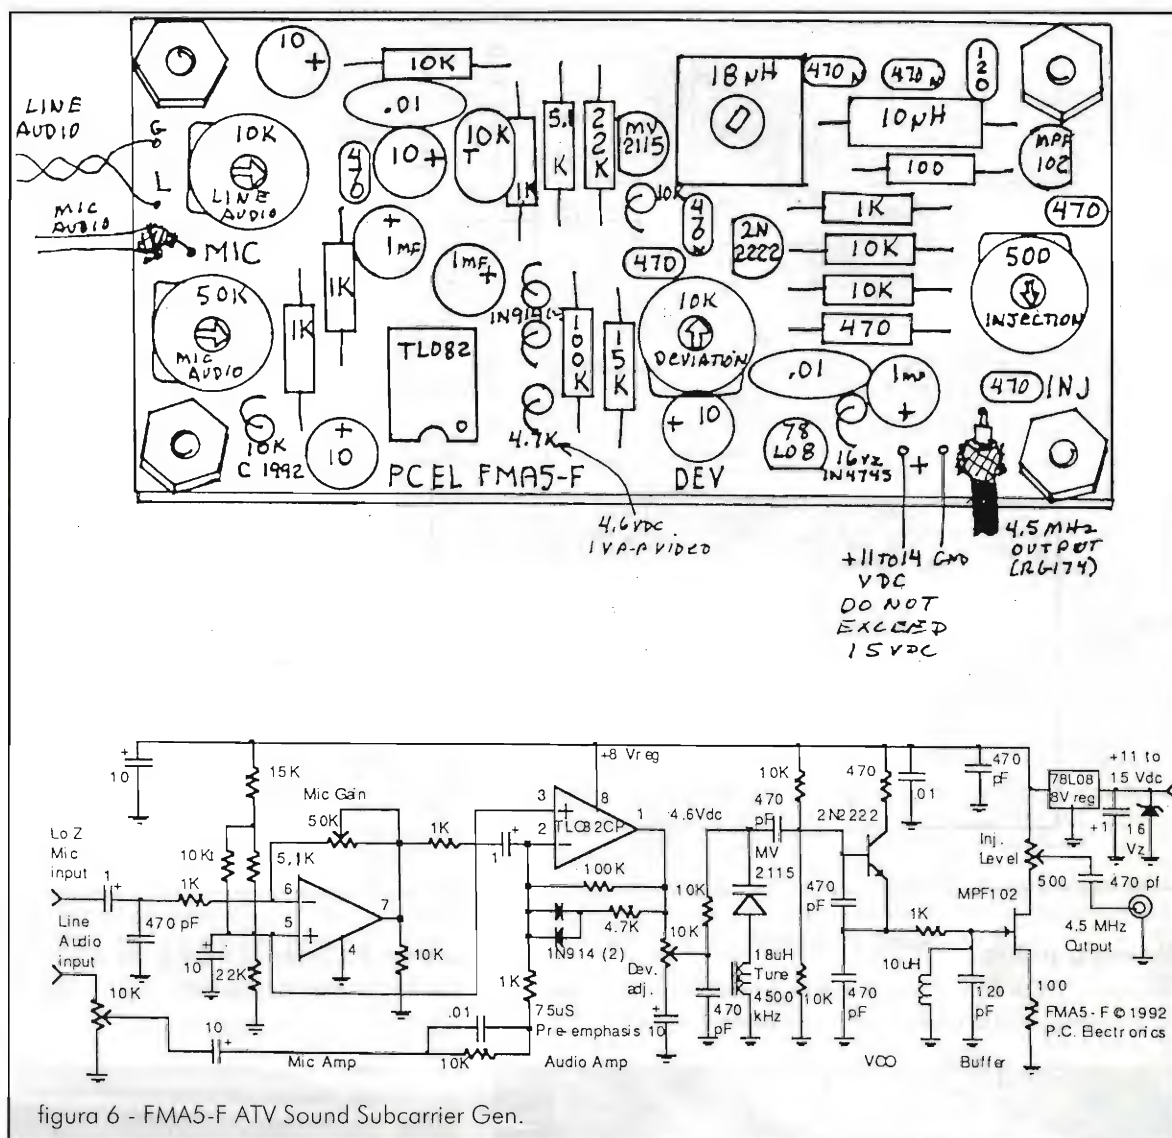 10
+
10K
.01
10K
LINE
AUDIO
G
L
LINE
AUDIO
MIC
AUDIO
MIC
50K
MIC
AUDIO
470
10+
10K
T
1K
5.1
K
22K
MV
2115
18µH
470
470
120
10µH
MPF
102
100
10K
470
2N
2222
1K
10K
10K
470
470
500
INJECTION
1MF
+
1MF
+
1K
1K
1N914(2)
TL082
100K
15K
470
10K
DEVIATION
.01
1MF
+
470
INJ
10K
C 1992
+
10
4.7K
+ 10
78
L08
16VZ
1N4745
+
PCEL FMA5-F
DEV
4.6VDC
1VP-P VIDEO
+11 TO 14
VDC
DO NOT
EXCEED
15VDC
GND
4.5MHz
OUTPUT
(RG174)
+
10
15K
Mic Gain
50K
+8 Vreg
8
3
+
2
–
1
TL082CP
4.6Vdc
10K
470
pF
2N2222
470
.01
470
pF
78L08
8V reg
+11 to
15 Vdc
+
1
16
Vz
Lo Z
Mic
input
1
+
10Kt
5,1K
1K
470 pF
6
–
5
+
7
4
1K
1
+
100K
4.7K
1N914 (2)
10K
10K
Dev.
adj.
MV
2115
470
pF
Inj.
Level
500
470 pf
MPF102
1K
4.5 MHz
Output
Line
Audio
input
10K
+
10
22K
10K
1K
75uS
Pre-emphasis
+
10
470
pF
18uH
Tune
4500
kHz
10K
470
pF
10uH
120
pF
100
FMA5-F © 1992
P.C. Electronics
+
10
Mic Amp
.01
10K
Audio Amp
VCO
Buffer
figura 6 - FMA5-F ATV Sound Subcarrier Gen.